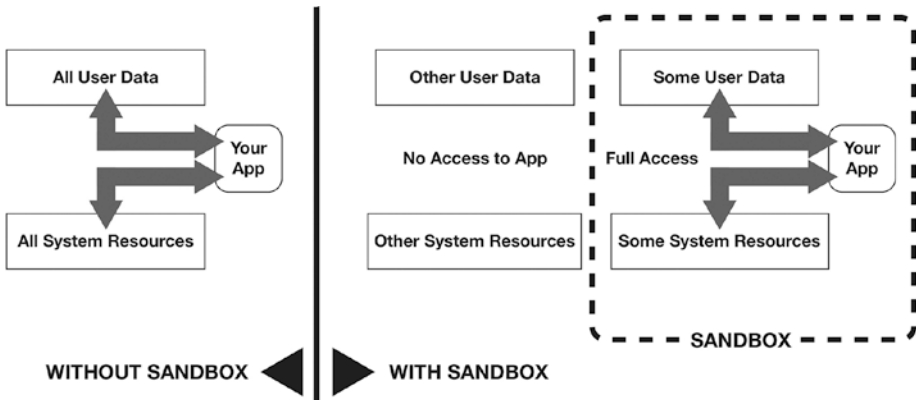 All User Data
Your
App
All System Resources
WITHOUT SANDBOX
Other User Data
No Access to App
Other System Resources
WITH SANDBOX
Some User Data
Full Access
Your
App
Some System Resources
SANDBOX